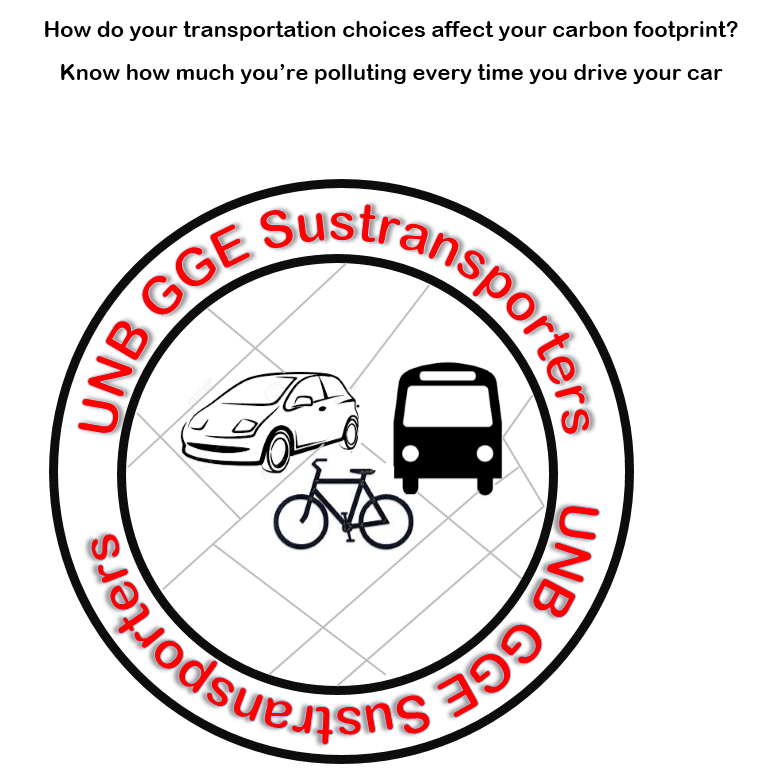 How do your transportation choices affect your carbon footprint?
Know how much you’re polluting every time you drive your car
UNB GGE Sustransporters
UNB GGE Sustransporters